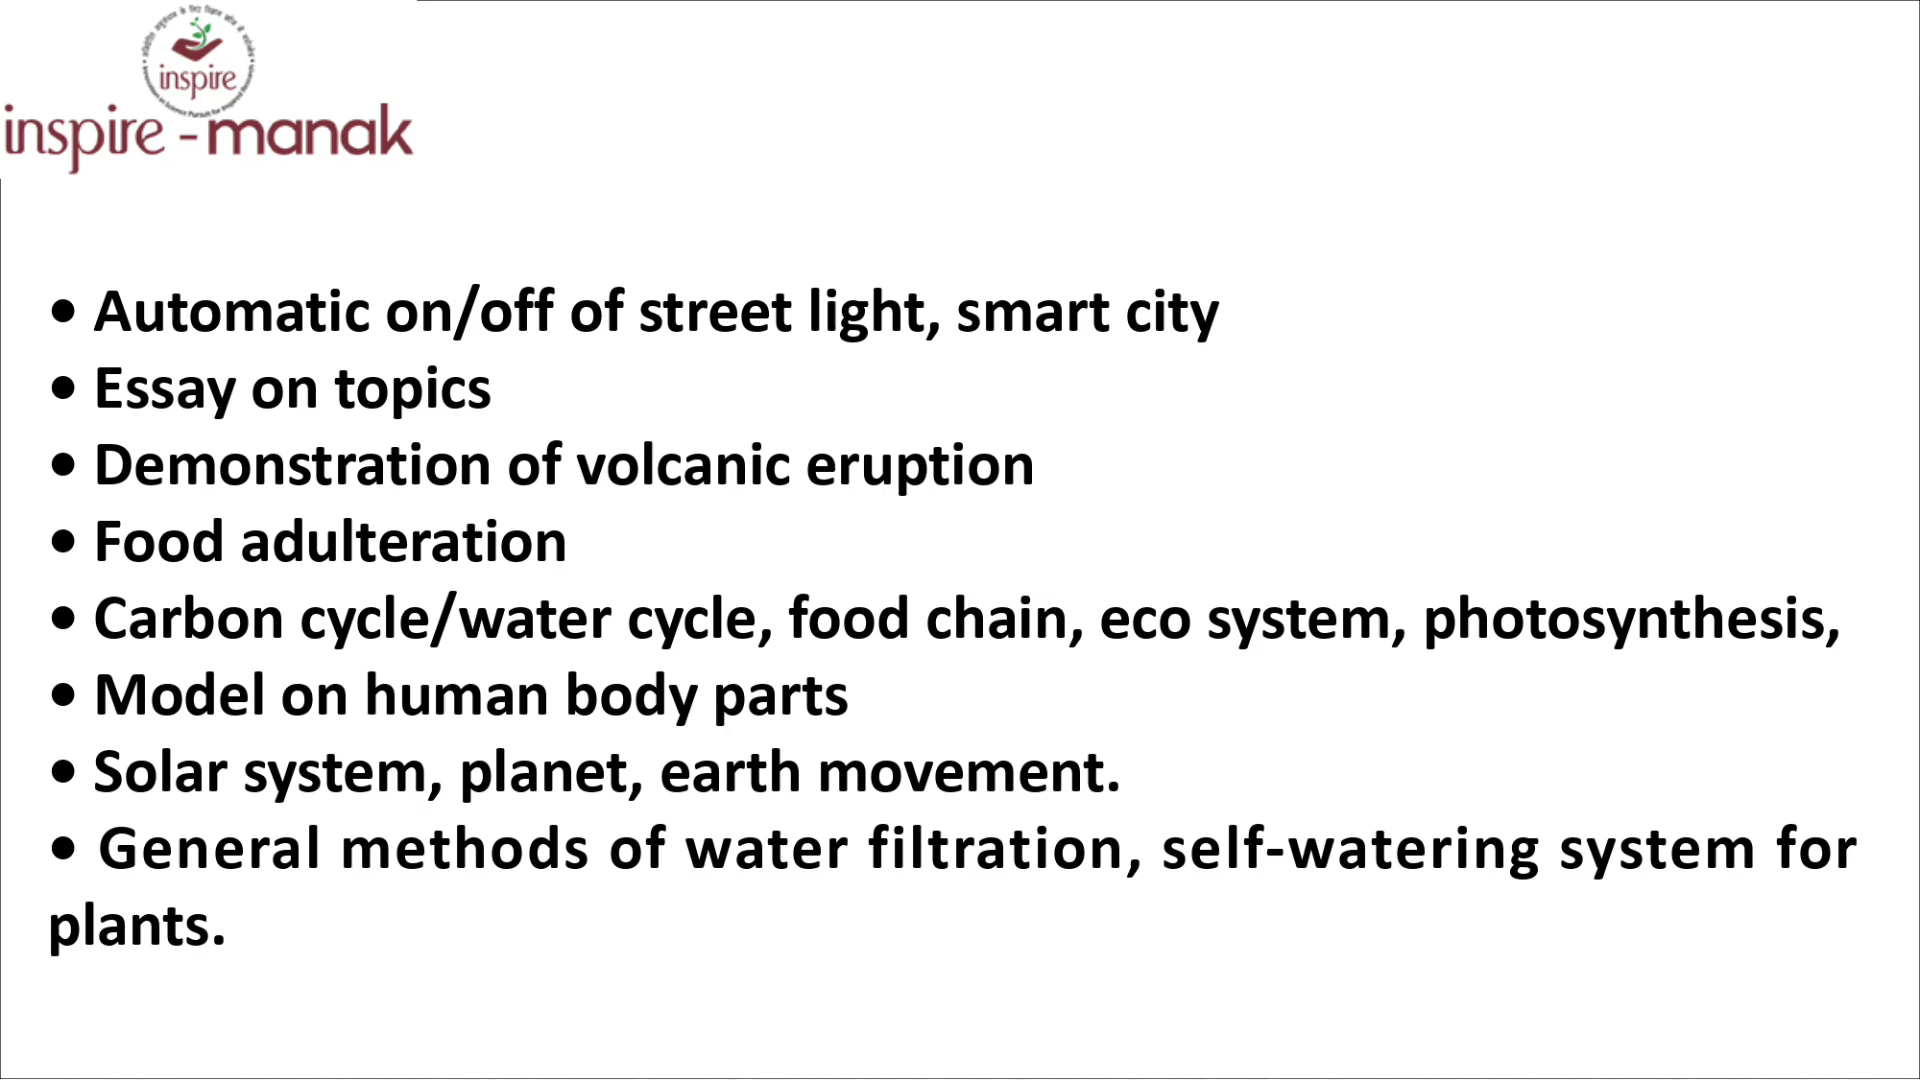 inspire
inspire - manak
• Automatic on/off of street light, smart city
• Essay on topics
• Demonstration of volcanic eruption
• Food adulteration
• Carbon cycle/water cycle, food chain, eco system, photosynthesis,
• Model on human body parts
• Solar system, planet, earth movement.
• General methods of water filtration, self-watering system for
plants.